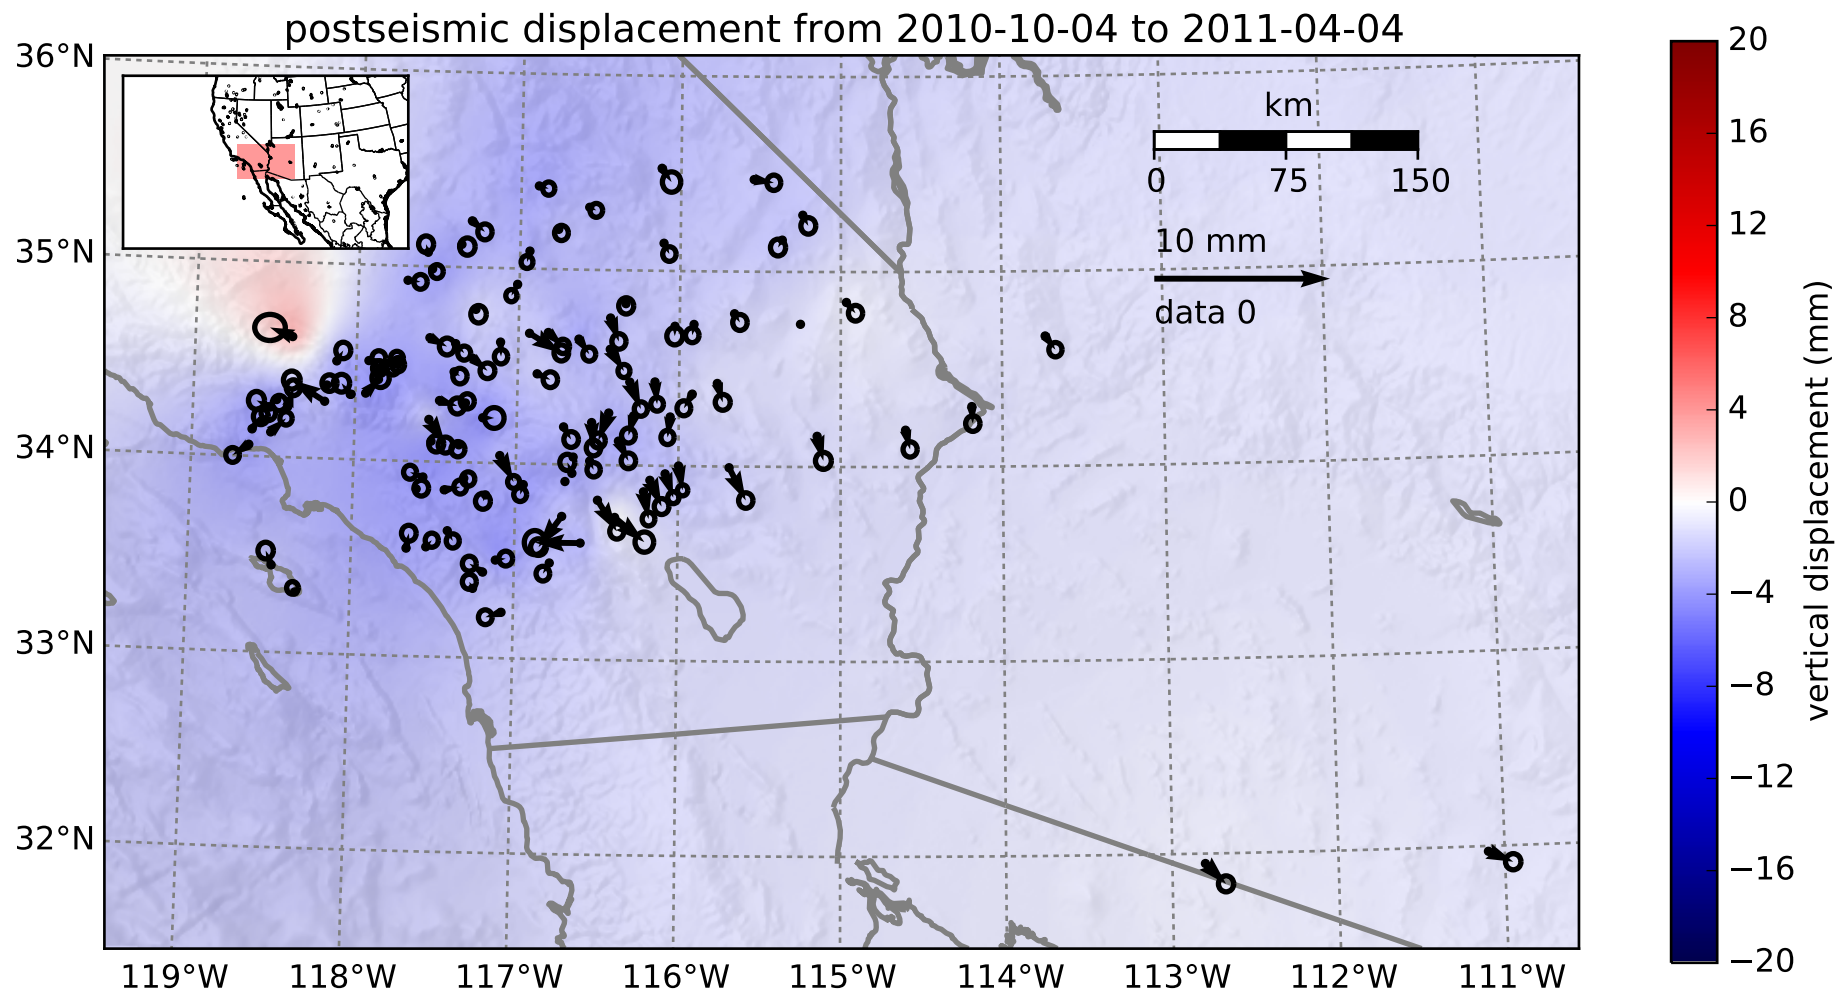 postseismic displacement from 2010-10-04 to 2011-04-04
36°N
35°N
34°N
33°N
32°N
119°W
118°W
117°W
116°W
115°W
114°W
113°W
112°W
111°W
km
0 75 150
10 mm
data 0
20
16
12
8
4
0
−4
−8
−12
−16
−20
vertical displacement (mm)